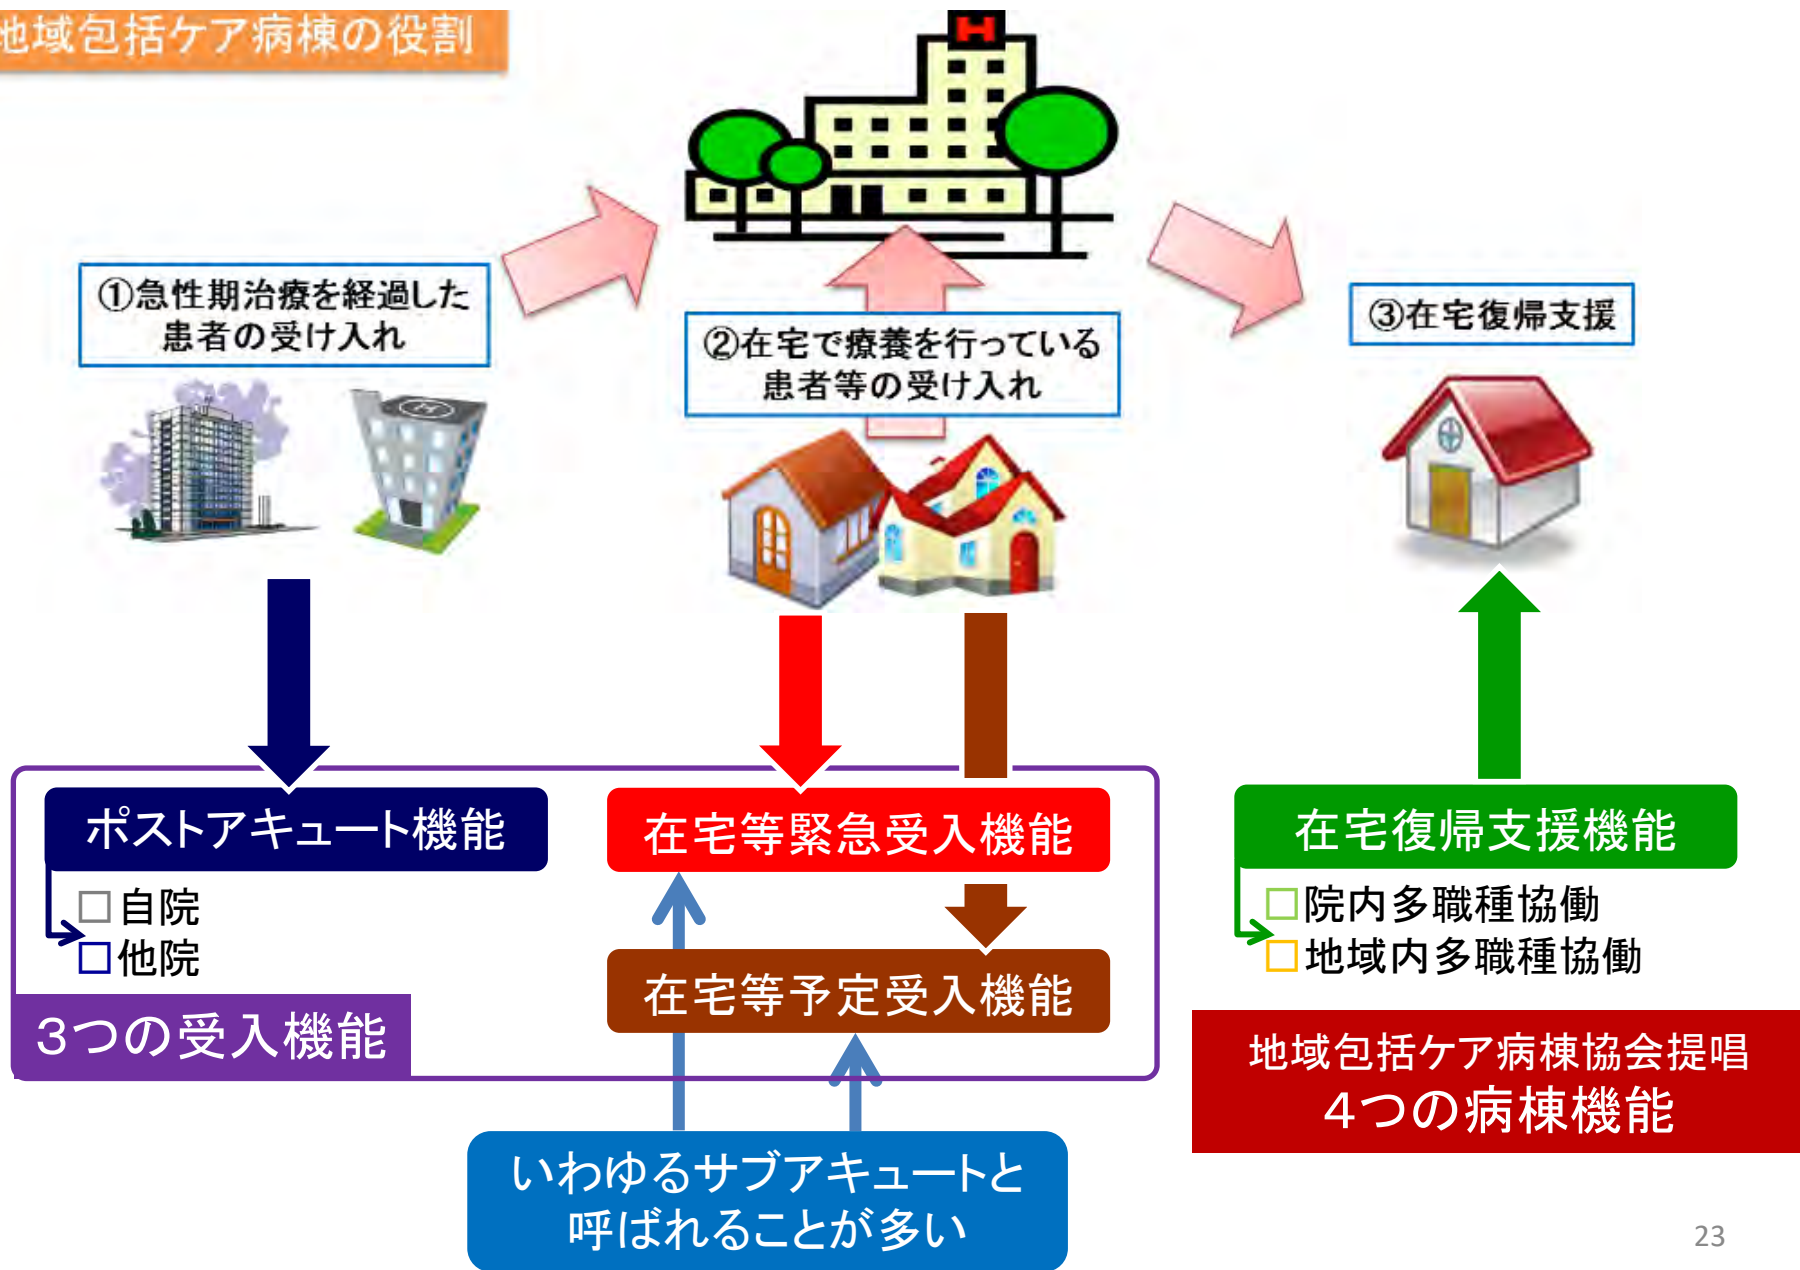 地域包括ケア病棟の役割
H
①急性期治療を経過した
患者の受け入れ
②在宅で療養を行っている
患者等の受け入れ
③在宅復帰支援
H
ポストアキュート機能
□自院
□他院
3つの受入機能
在宅等緊急受入機能
在宅等予定受入機能
いわゆるサブアキュートと
呼ばれることが多い
在宅復帰支援機能
□院内多職種協働
□地域内多職種協働
地域包括ケア病棟協会提唱
4つの病棟機能
23